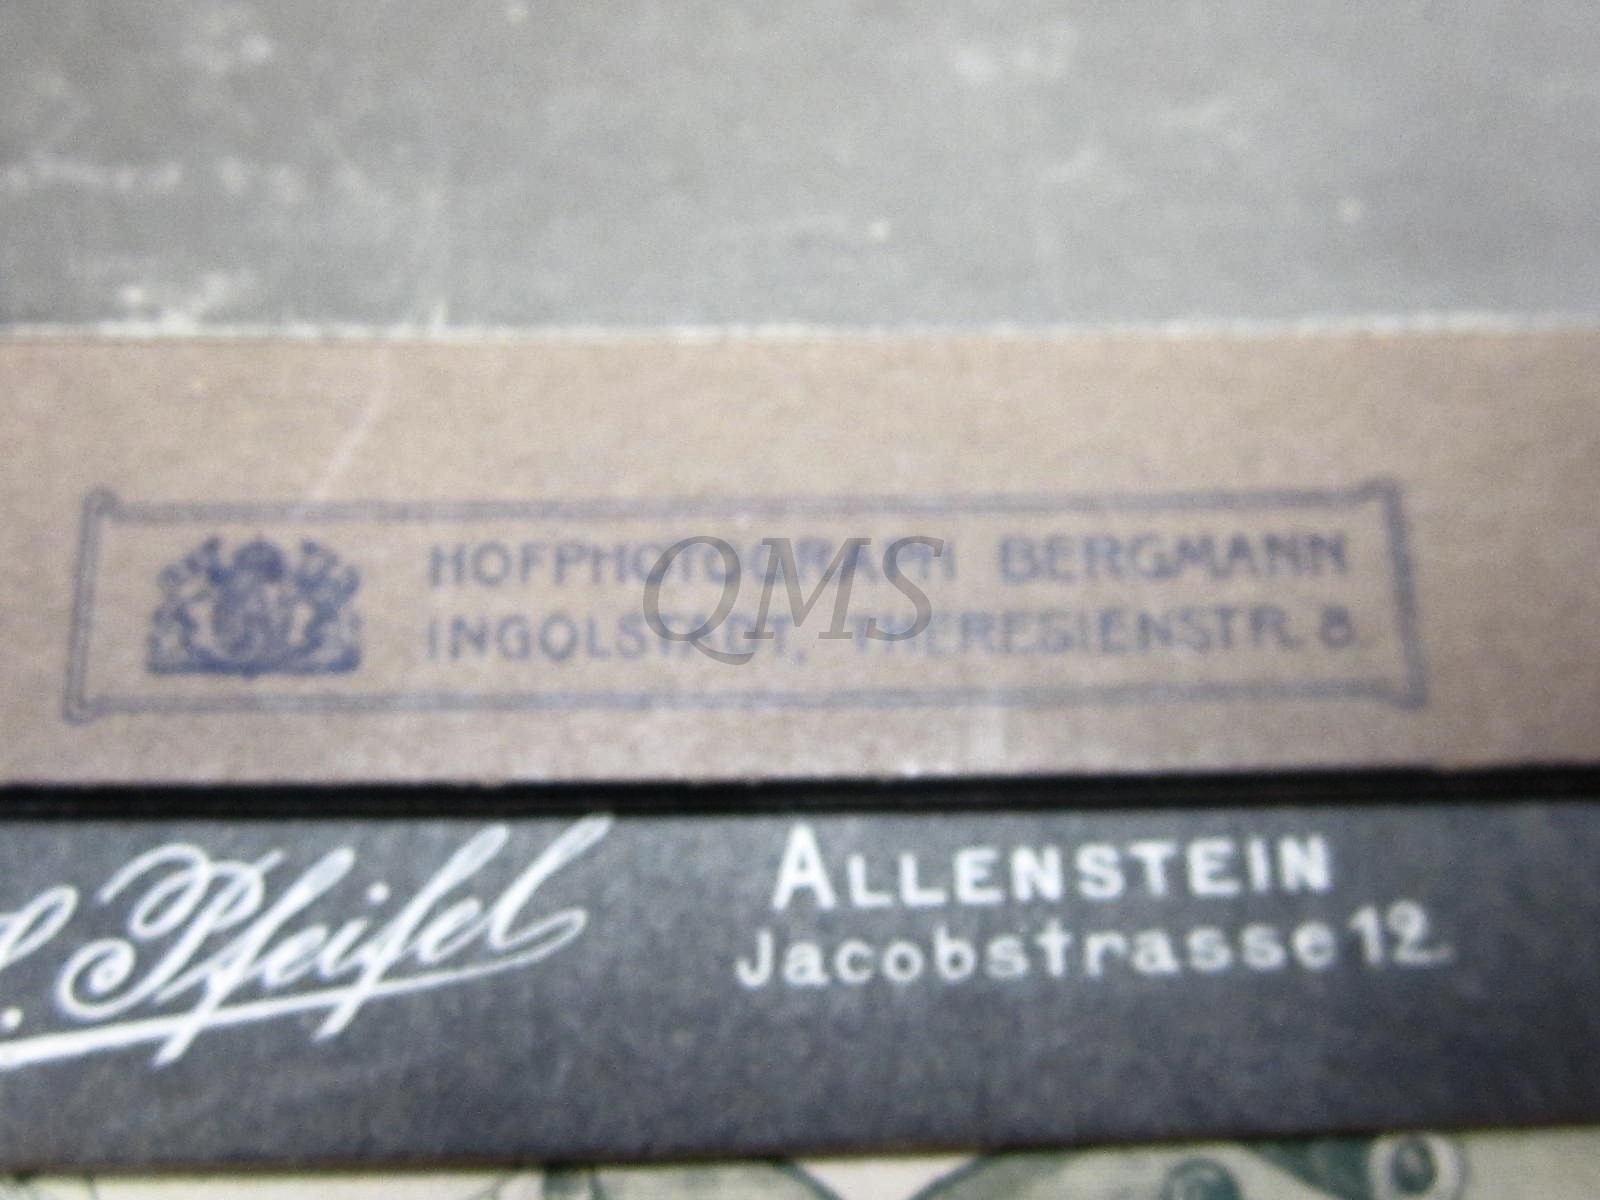 HOFPHOTOGRAPH BERGMANN
INGOLSTADT, THERESIENSTR. 8
QMS
Pfeifel
ALLENSTEIN
Jacobstrasse 12